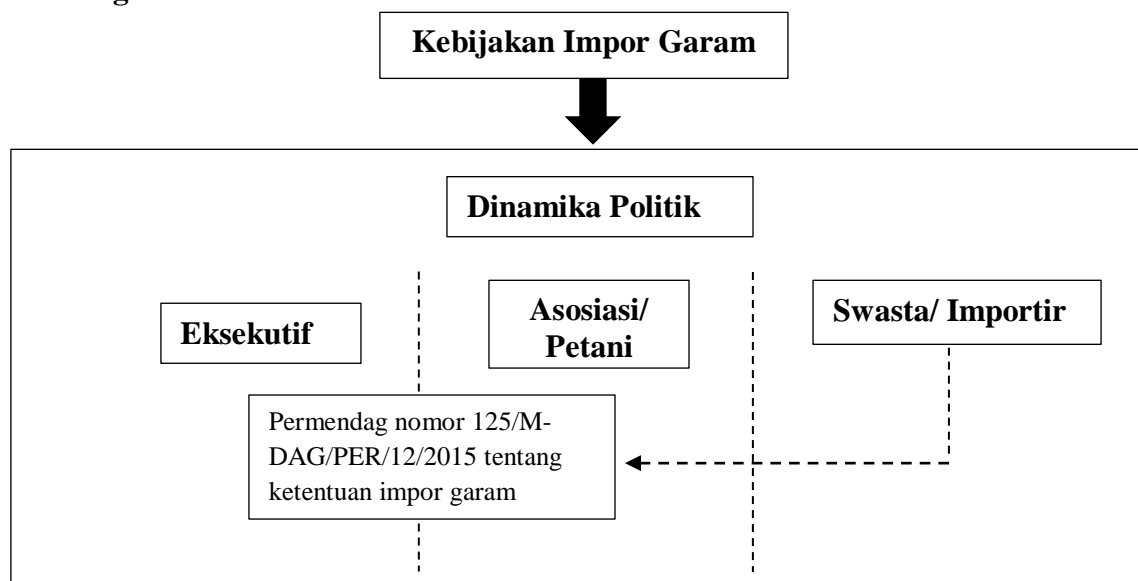 Kebijakan Impor Garam
Dinamika Politik
Eksekutif
Asosiasi/
Petani
Swasta/ Importir
Permendag nomor 125/M-
DAG/PER/12/2015 tentang
ketentuan impor garam